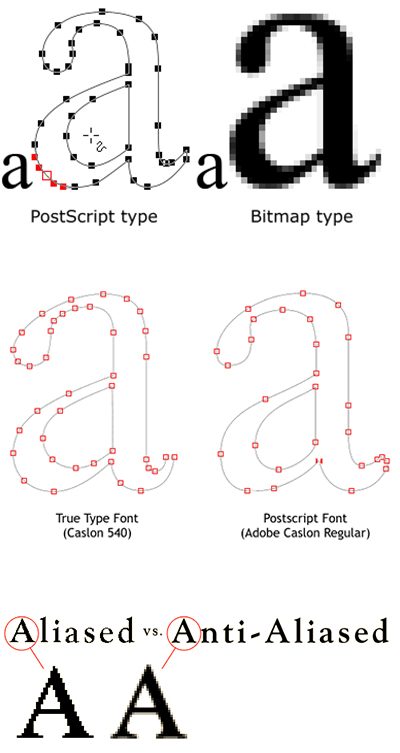 a a a a
PostScript type Bitmap type
a a
True Type Font Postscript Font
(Caslon 540) (Adobe Caslon Regular)
Aliased vs. Anti-Aliased
A A